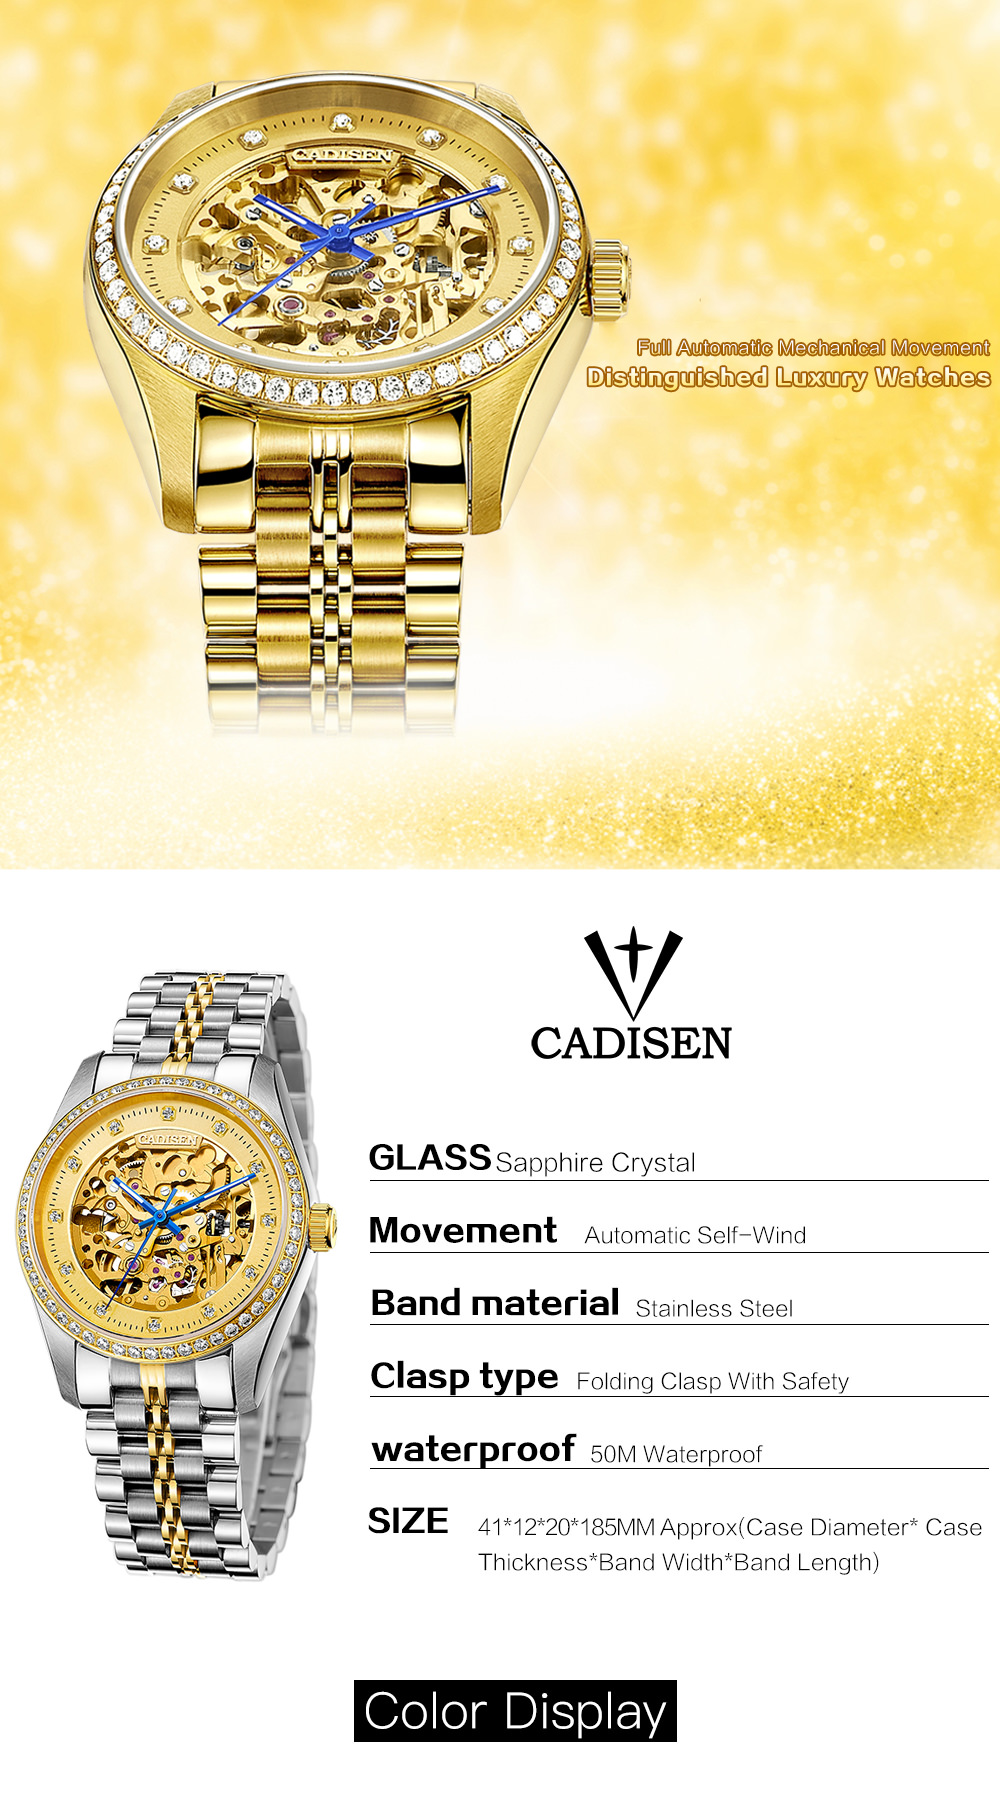 CADISEN
Full Automatic Mechanical Movement
Distinguished Luxury Watches
CADISEN
CADISEN
GLASS Sapphire Crystal
Movement Automatic Self-Wind
Band material Stainless Steel
Clasp type Folding Clasp With Safety
waterproof 50M Waterproof
SIZE 41*12*20*185MM Approx(Case Diameter* Case
Thickness*Band Width*Band Length)
Color Display